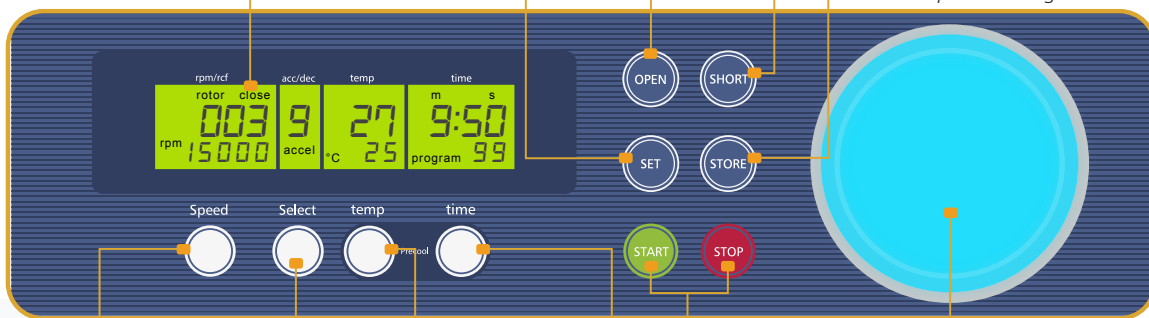 rpm/rcf acc/dec temp time
rotor close m s
003 9 27 9:50
rpm 15000 accel °C 25 program 99
OPEN SHORT
SET STORE
Speed Select temp time
Precool
START STOP